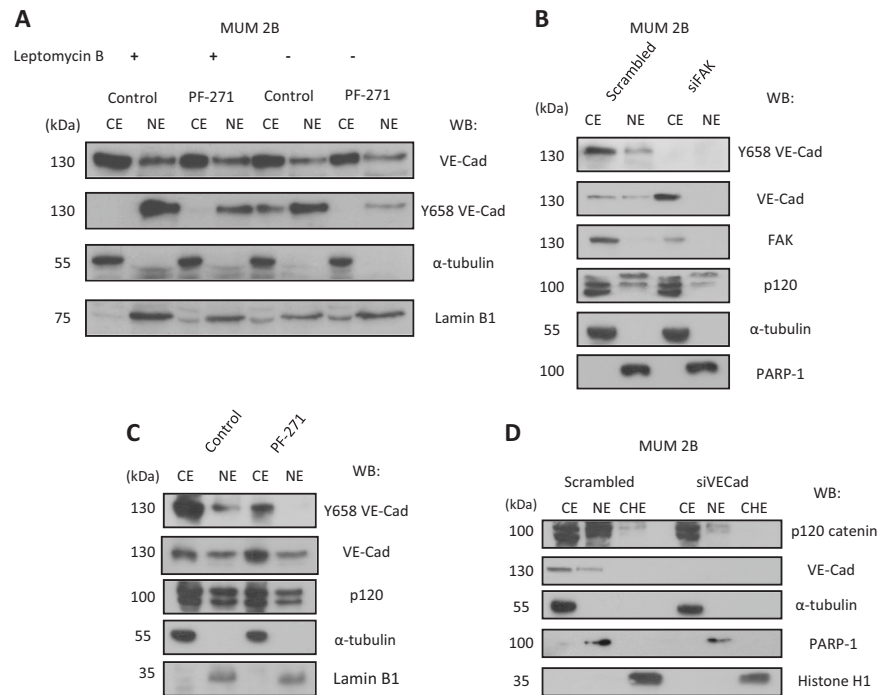 A
MUM 2B
Leptomycin B + + - -
Control PF-271 Control PF-271
(kDa) CE NE CE NE CE NE CE NE WB:
130 VE-Cad
130 Y658 VE-Cad
55 α-tubulin
75 Lamin B1
B
MUM 2B
Scrambled siFAK
(kDa) CE NE CE NE WB:
130 Y658 VE-Cad
130 VE-Cad
130 FAK
100 p120
55 α-tubulin
100 PARP-1
C
Control PF-271
(kDa) CE NE CE NE WB:
130 Y658 VE-Cad
130 VE-Cad
100 p120
55 α-tubulin
35 Lamin B1
D
MUM 2B
Scrambled siVECad
(kDa) CE NE CHE CE NE CHE WB:
100 p120 catenin
130 VE-Cad
55 α-tubulin
100 PARP-1
35 Histone H1